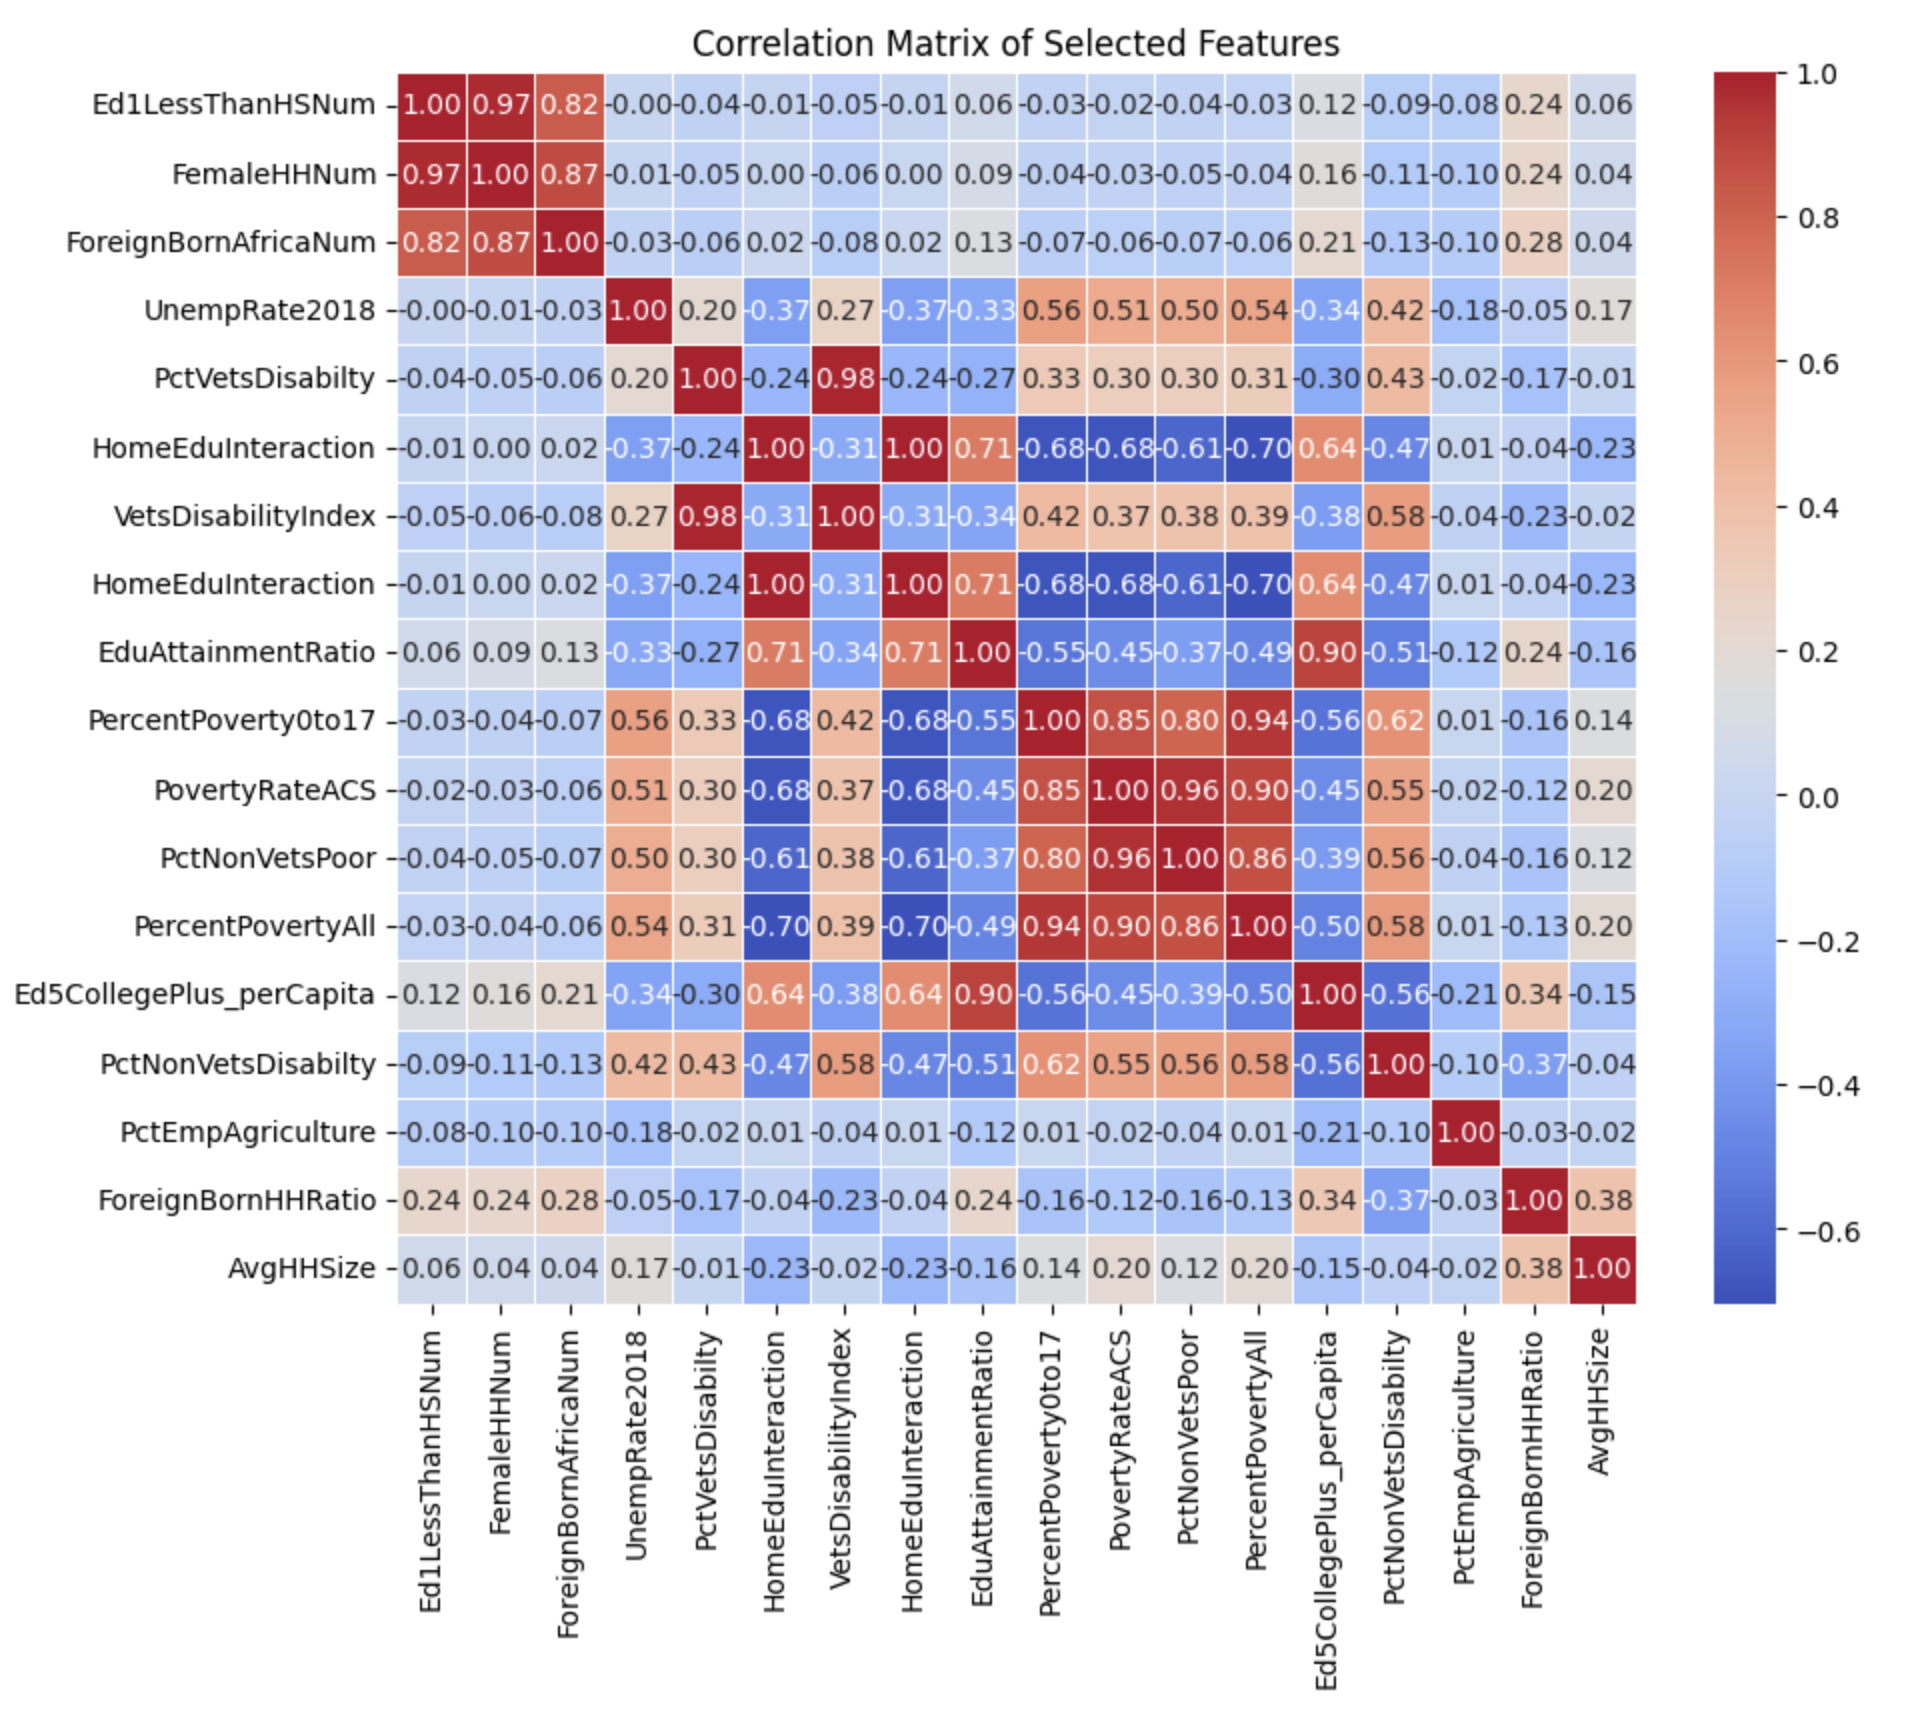 Correlation Matrix of Selected Features
Ed1LessThanHSNum 1.00 0.97 0.82 -0.00 -0.04 -0.01 -0.05 -0.01 0.06 -0.03 -0.02 -0.04 -0.03 0.12 -0.09 -0.08 0.24 0.06
FemaleHHNum 0.97 1.00 0.87 -0.01 -0.05 0.00 -0.06 0.00 0.09 -0.04 -0.03 -0.05 -0.04 0.16 -0.11 -0.10 0.24 0.04
ForeignBornAfricaNum 0.82 0.87 1.00 -0.03 -0.06 0.02 -0.08 0.02 0.13 -0.07 -0.06 -0.07 -0.06 0.21 -0.13 -0.10 0.28 0.04
UnempRate2018 -0.00 -0.01 -0.03 1.00 0.20 -0.37 0.27 -0.37 -0.33 0.56 0.51 0.50 0.54 -0.34 0.42 -0.18 -0.05 0.17
PctVetsDisabilty -0.04 -0.05 -0.06 0.20 1.00 -0.24 0.98 -0.24 -0.27 0.33 0.30 0.30 0.31 -0.30 0.43 -0.02 -0.17 -0.01
HomeEduInteraction -0.01 0.00 0.02 -0.37 -0.24 1.00 -0.31 1.00 0.71 -0.68 -0.68 -0.61 -0.70 0.64 -0.47 0.01 -0.04 -0.23
VetsDisabilityIndex -0.05 -0.06 -0.08 0.27 0.98 -0.31 1.00 -0.31 -0.34 0.42 0.37 0.38 0.39 -0.38 0.58 -0.04 -0.23 -0.02
HomeEduInteraction -0.01 0.00 0.02 -0.37 -0.24 1.00 -0.31 1.00 0.71 -0.68 -0.68 -0.61 -0.70 0.64 -0.47 0.01 -0.04 -0.23
EduAttainmentRatio 0.06 0.09 0.13 -0.33 -0.27 0.71 -0.34 0.71 1.00 -0.55 -0.45 -0.37 -0.49 0.90 -0.51 -0.12 0.24 -0.16
PercentPoverty0to17 -0.03 -0.04 -0.07 0.56 0.33 -0.68 0.42 -0.68 -0.55 1.00 0.85 0.80 0.94 -0.56 0.62 0.01 -0.16 0.14
PovertyRateACS -0.02 -0.03 -0.06 0.51 0.30 -0.68 0.37 -0.68 -0.45 0.85 1.00 0.96 0.90 -0.45 0.55 -0.02 -0.12 0.20
PctNonVetsPoor -0.04 -0.05 -0.07 0.50 0.30 -0.61 0.38 -0.61 -0.37 0.80 0.96 1.00 0.86 -0.39 0.56 -0.04 -0.16 0.12
PercentPovertyAll -0.03 -0.04 -0.06 0.54 0.31 -0.70 0.39 -0.70 -0.49 0.94 0.90 0.86 1.00 -0.50 0.58 0.01 -0.13 0.20
Ed5CollegePlus_perCapita 0.12 0.16 0.21 -0.34 -0.30 0.64 -0.38 0.64 0.90 -0.56 -0.45 -0.39 -0.50 1.00 -0.56 -0.21 0.34 -0.15
PctNonVetsDisabilty -0.09 -0.11 -0.13 0.42 0.43 -0.47 0.58 -0.47 -0.51 0.62 0.55 0.56 0.58 -0.56 1.00 -0.10 -0.37 -0.04
PctEmpAgriculture -0.08 -0.10 -0.10 -0.18 -0.02 0.01 -0.04 0.01 -0.12 0.01 -0.02 -0.04 0.01 -0.21 -0.10 1.00 -0.03 -0.02
ForeignBornHHRatio 0.24 0.24 0.28 -0.05 -0.17 -0.04 -0.23 -0.04 0.24 -0.16 -0.12 -0.16 -0.13 0.34 -0.37 -0.03 1.00 0.38
AvgHHSize 0.06 0.04 0.04 0.17 -0.01 -0.23 -0.02 -0.23 -0.16 0.14 0.20 0.12 0.20 -0.15 -0.04 -0.02 0.38 1.00
Ed1LessThanHSNum
FemaleHHNum
ForeignBornAfricaNum
UnempRate2018
PctVetsDisabilty
HomeEduInteraction
VetsDisabilityIndex
HomeEduInteraction
EduAttainmentRatio
PercentPoverty0to17
PovertyRateACS
PctNonVetsPoor
PercentPovertyAll
Ed5CollegePlus_perCapita
PctNonVetsDisabilty
PctEmpAgriculture
ForeignBornHHRatio
AvgHHSize
1.0
0.8
0.6
0.4
0.2
0.0
−0.2
−0.4
−0.6